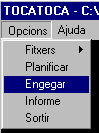 TOCATOCA - C:\
Opcions Ajuda
Fitxers
Planificar
Engegar
Informe
Sortir